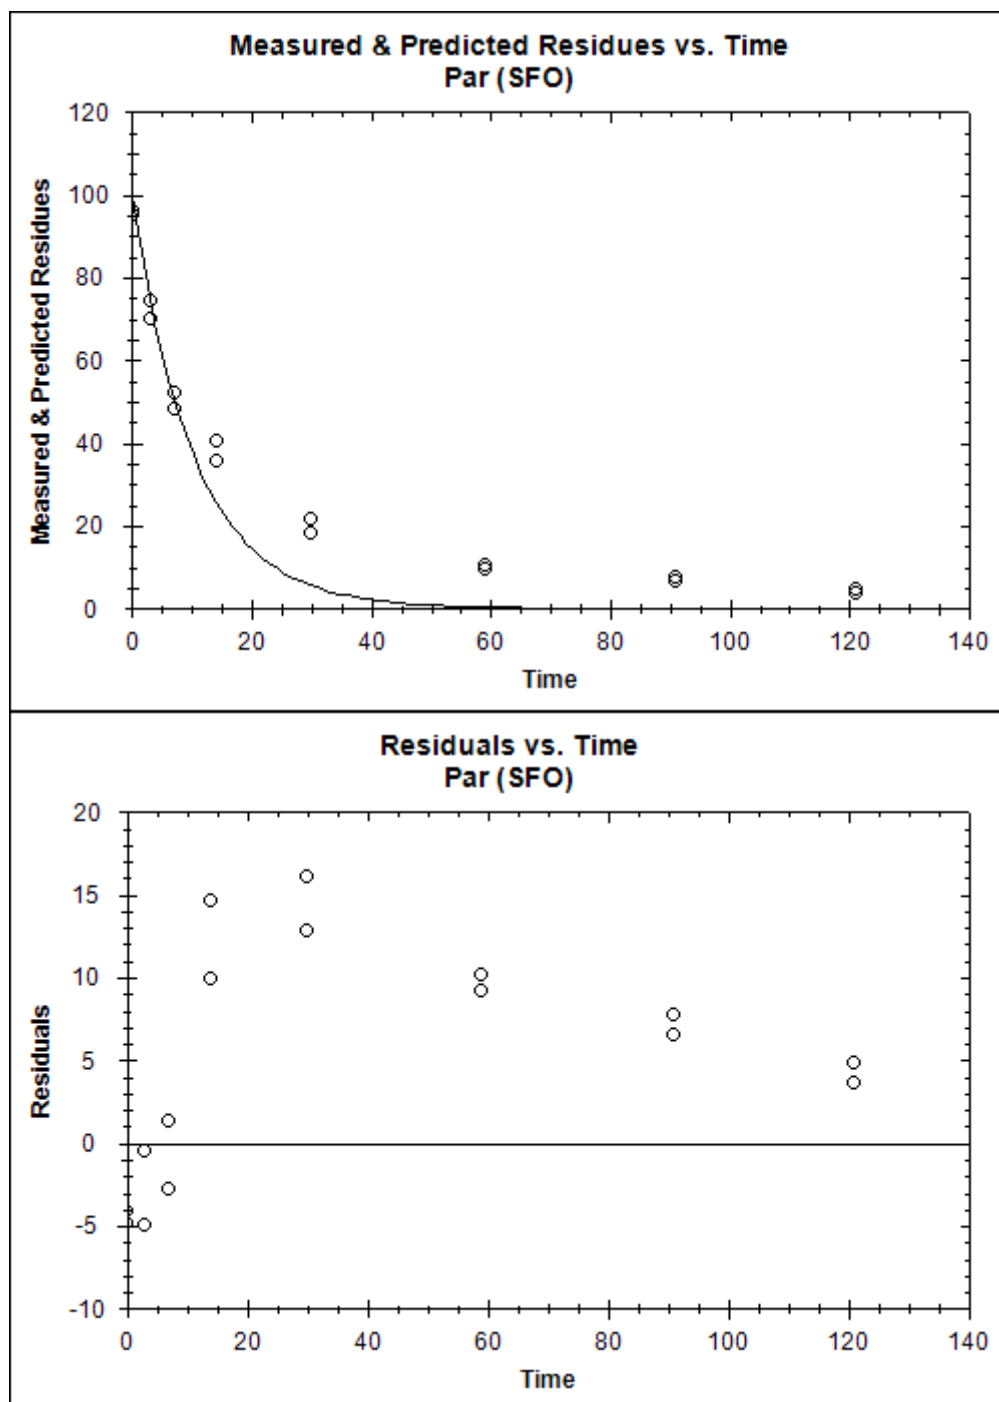 Measured & Predicted Residues vs. Time
Par (SFO)
Measured & Predicted Residues
120
100
80
60
40
20
0
0 20 40 60 80 100 120 140
Time
Residuals vs. Time
Par (SFO)
Residuals
20
15
10
5
0
-5
-10
0 20 40 60 80 100 120 140
Time